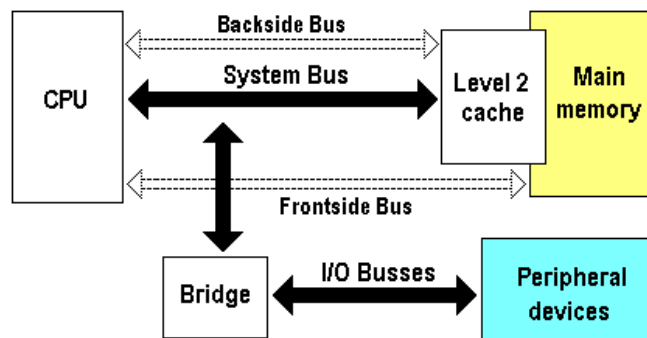 Backside Bus
System Bus
CPU
Level 2
cache
Main
memory
Frontside Bus
I/O Busses
Bridge
Peripheral
devices